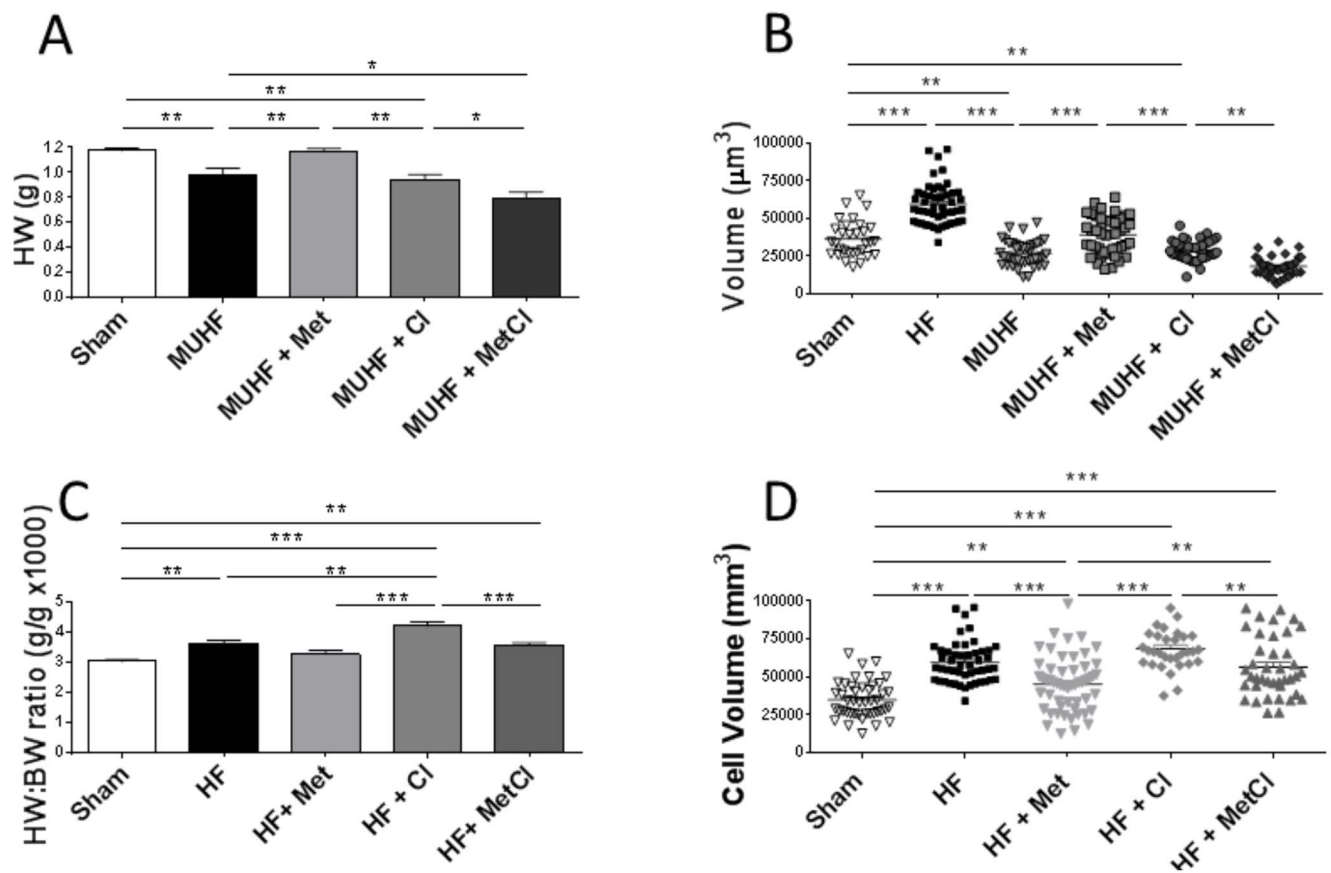 A
*
**
** ** ** *
HW (g)
1.2
1.0
0.8
0.6
0.4
0.2
0.0
Sham
MUHF
MUHF + Met
MUHF + Cl
MUHF + MetCl
B
**
**
*** *** *** *** **
Volume (µm³)
100000
75000
50000
25000
0
Sham
HF
MUHF
MUHF + Met
MUHF + Cl
MUHF + MetCl
C
**
***
** **
*** ***
HW:BW ratio (g/g x1000)
5
4
3
2
1
0
Sham
HF
HF+ Met
HF + Cl
HF+ MetCl
D
***
***
** **
*** *** *** **
Cell Volume (mm³)
100000
75000
50000
25000
0
Sham
HF
HF + Met
HF + Cl
HF + MetCl